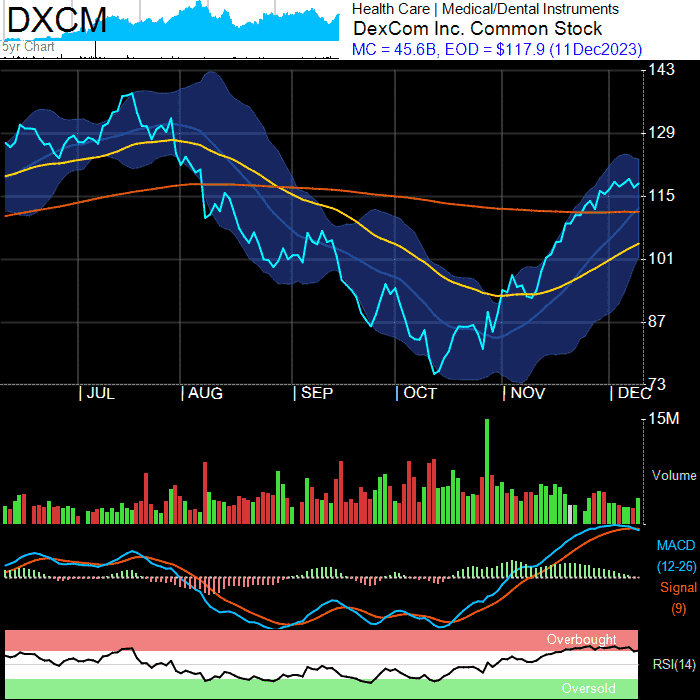 DXCM
5yr Chart
Health Care | Medical/Dental Instruments
DexCom Inc. Common Stock
MC = 45.6B, EOD = $117.9 (11Dec2023)
143
129
115
101
87
73
| JUL
| AUG
| SEP
| OCT
| NOV
| DEC
15M
Volume
MACD
(12-26)
Signal
(9)
Overbought
RSI(14)
Oversold